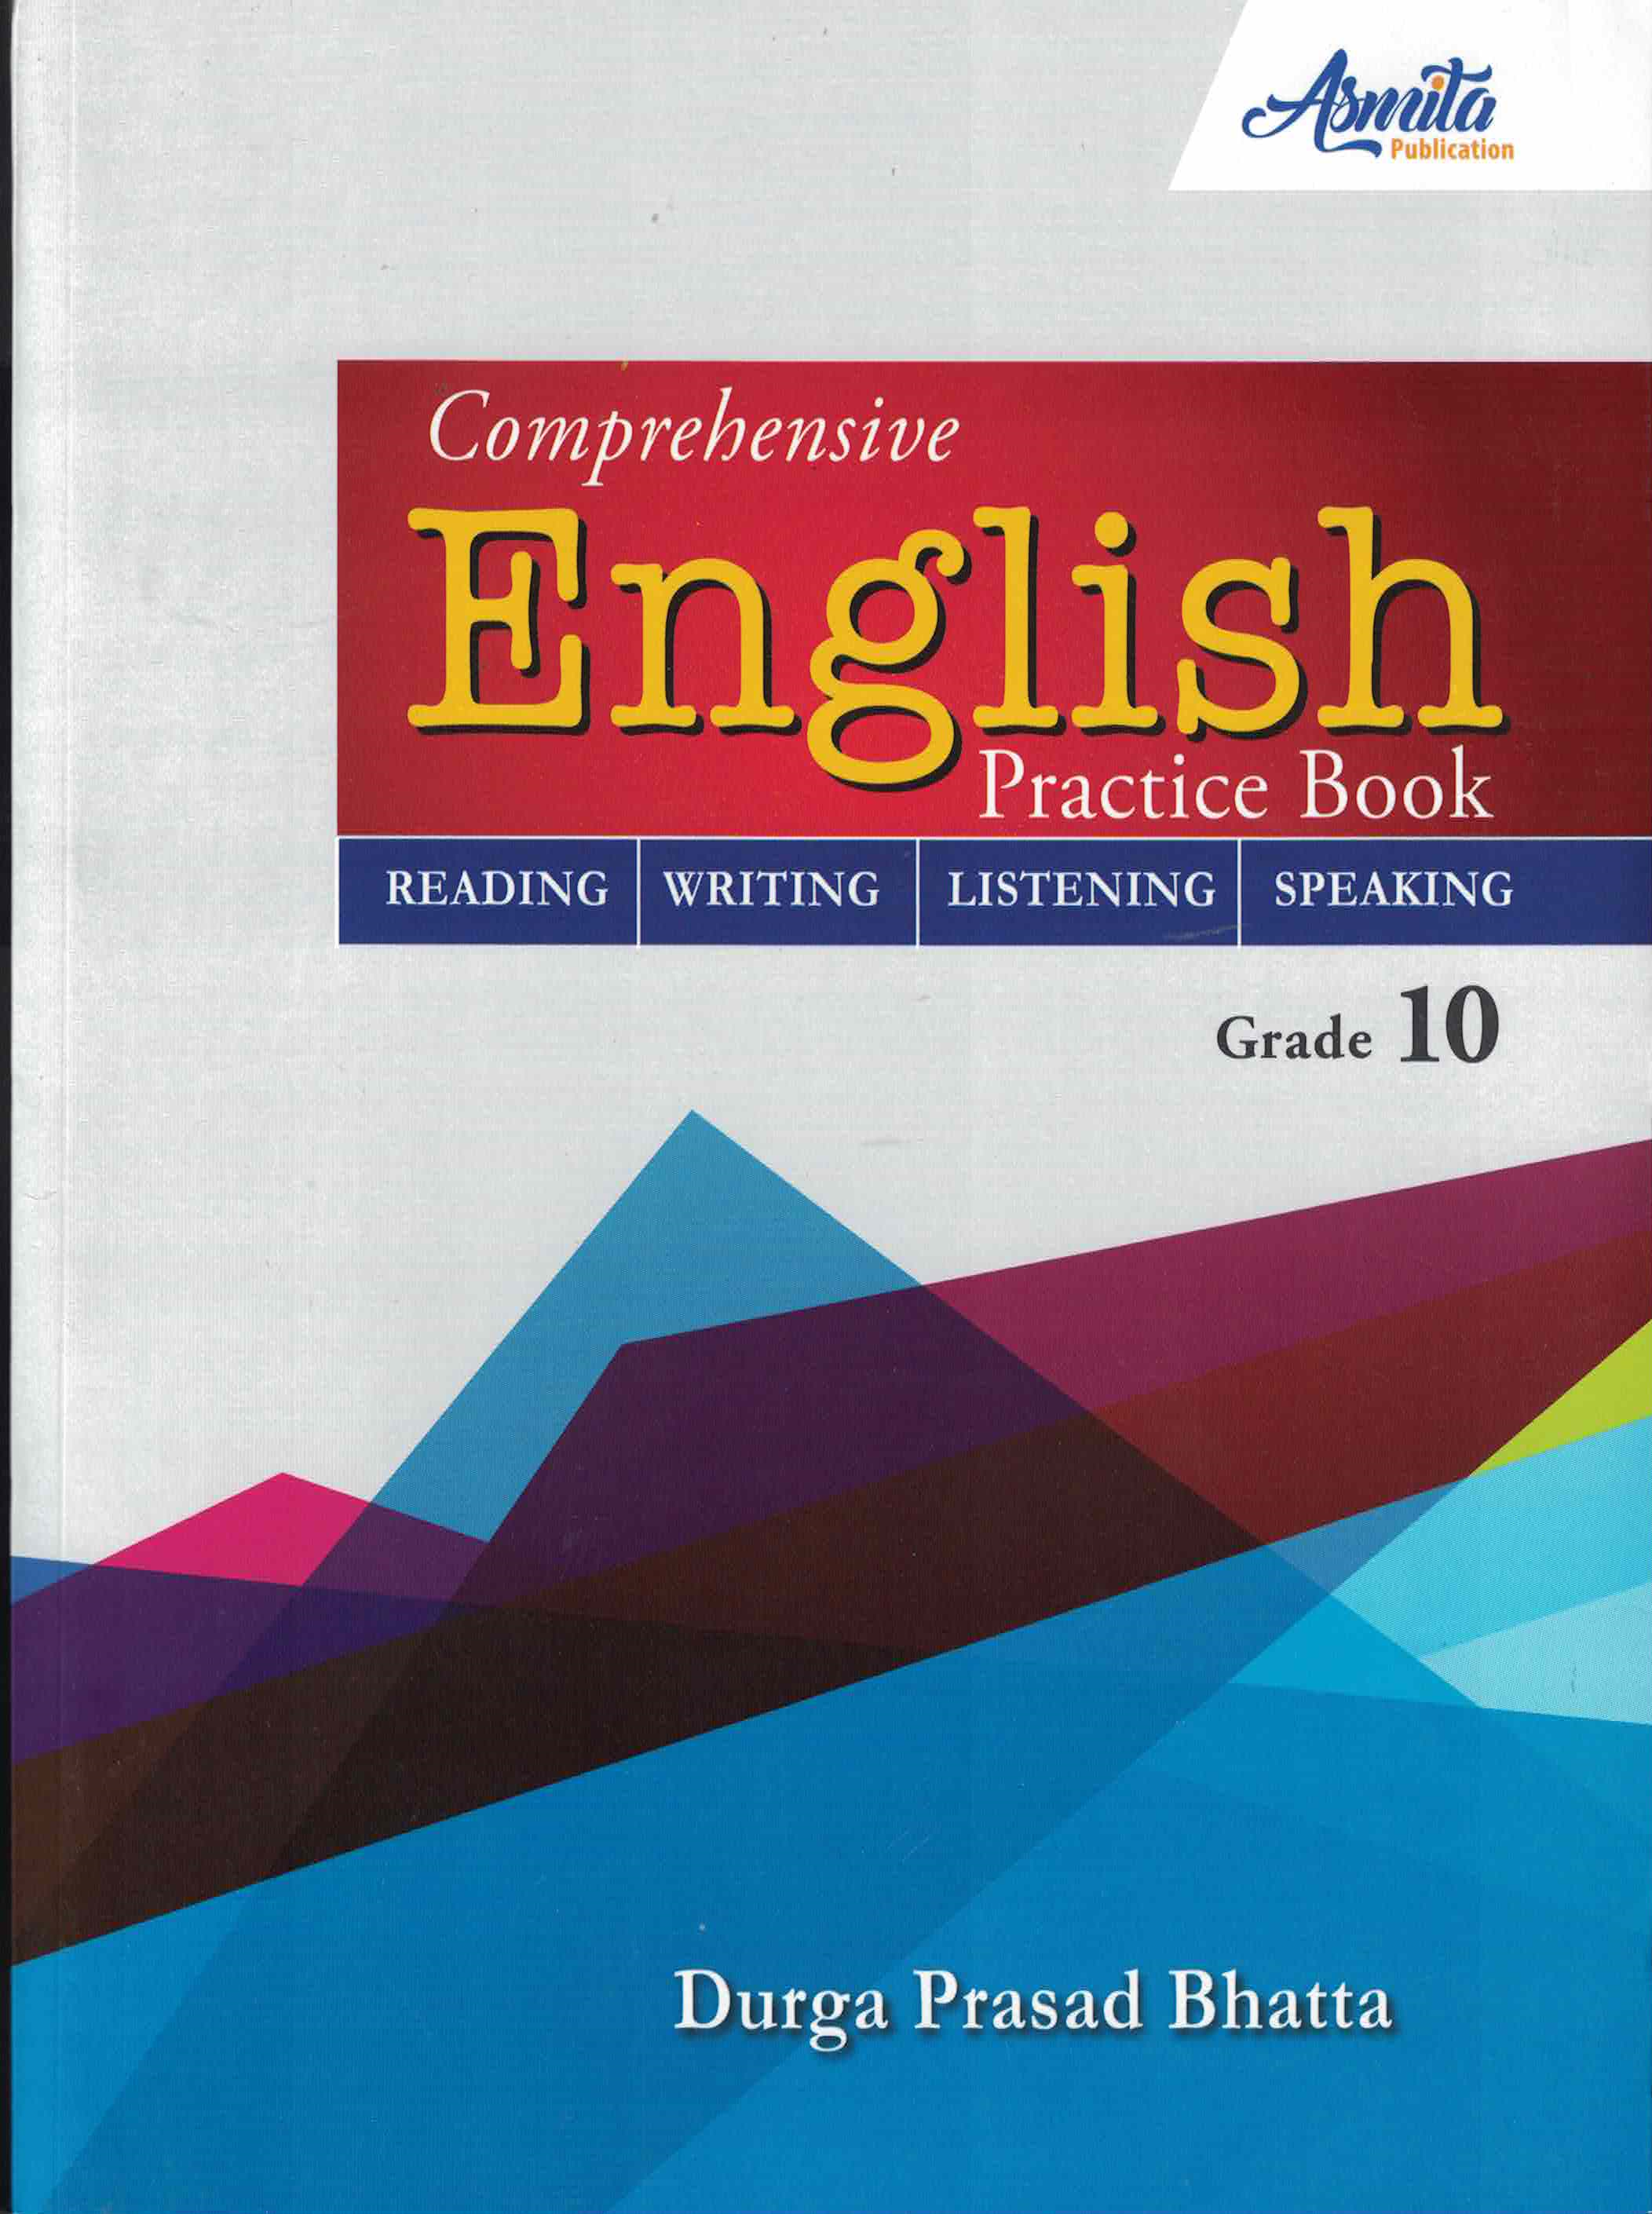 Asmita
Publication
Comprehensive
English
Practice Book
READING WRITING LISTENING SPEAKING
Grade 10
Durga Prasad Bhatta